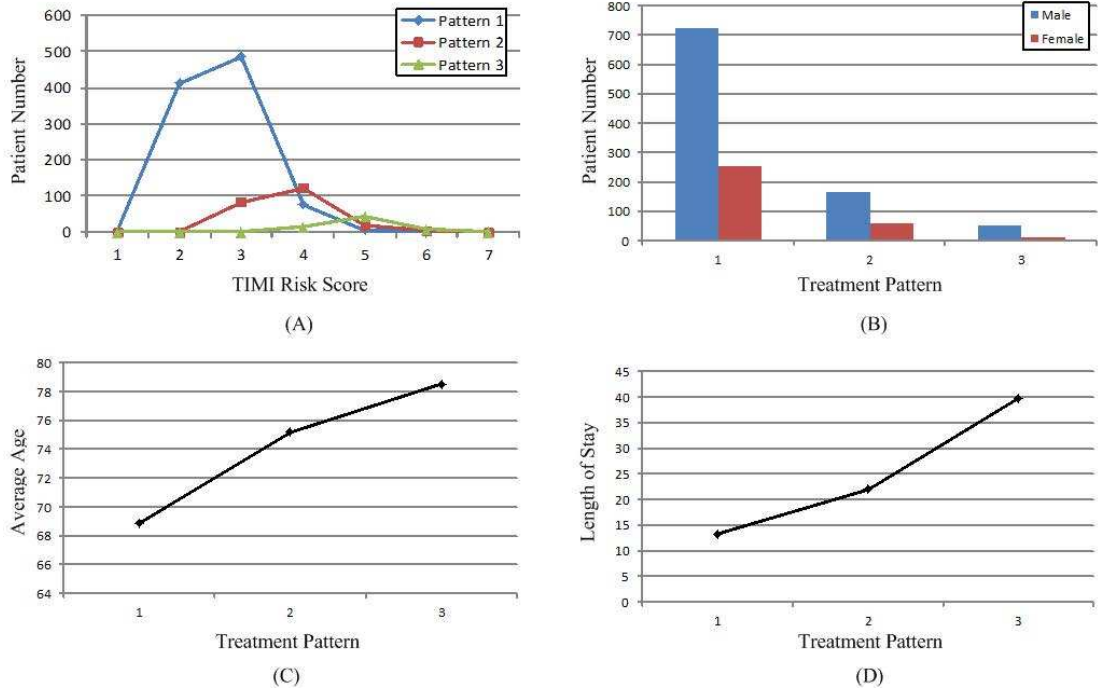 600
500
400
300
200
100
0
Patient Number
Pattern 1
Pattern 2
Pattern 3
1 2 3 4 5 6 7
TIMI Risk Score
(A)
800
700
600
500
400
300
200
100
0
Patient Number
Male
Female
1 2 3
Treatment Pattern
(B)
80
78
76
74
72
70
68
66
64
Average Age
1 2 3
Treatment Pattern
(C)
45
40
35
30
25
20
15
10
5
0
Length of Stay
1 2 3
Treatment Pattern
(D)